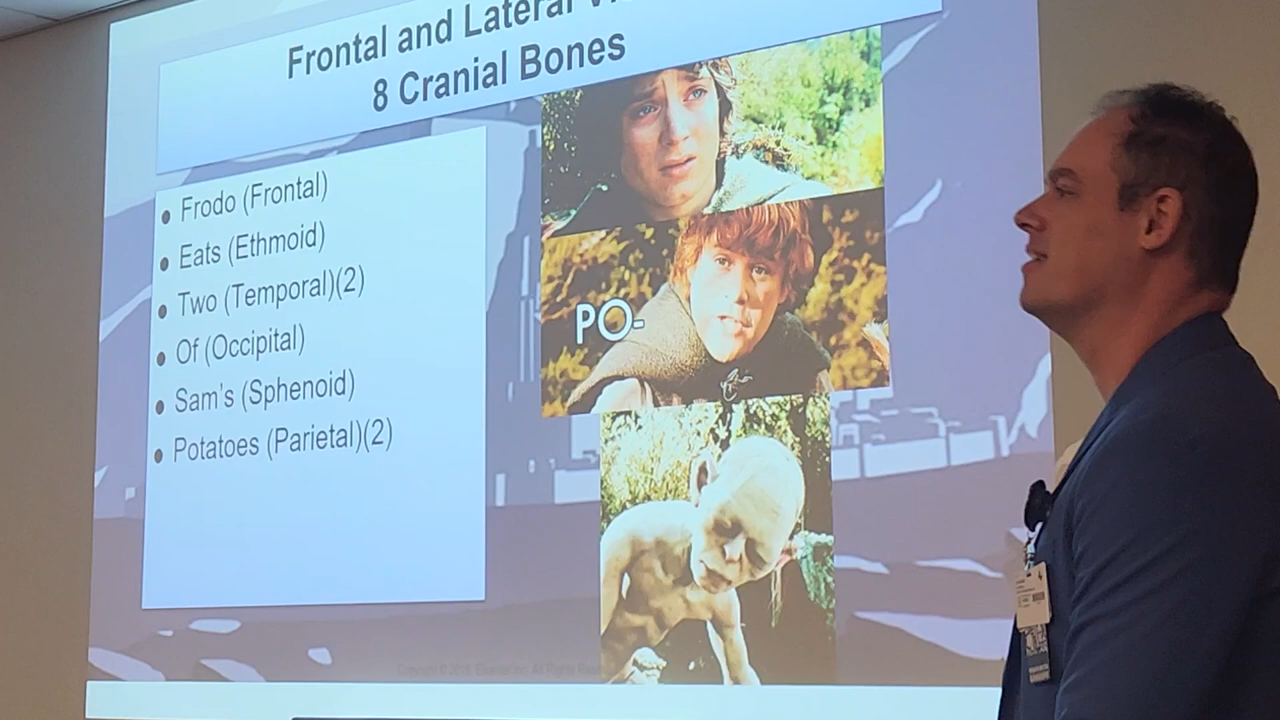 Frontal and Lateral
8 Cranial Bones
Frodo (Frontal)
Eats (Ethmoid)
Two (Temporal)(2)
Of (Occipital)
Sam's (Sphenoid)
Potatoes (Parietal)(2)
PO-